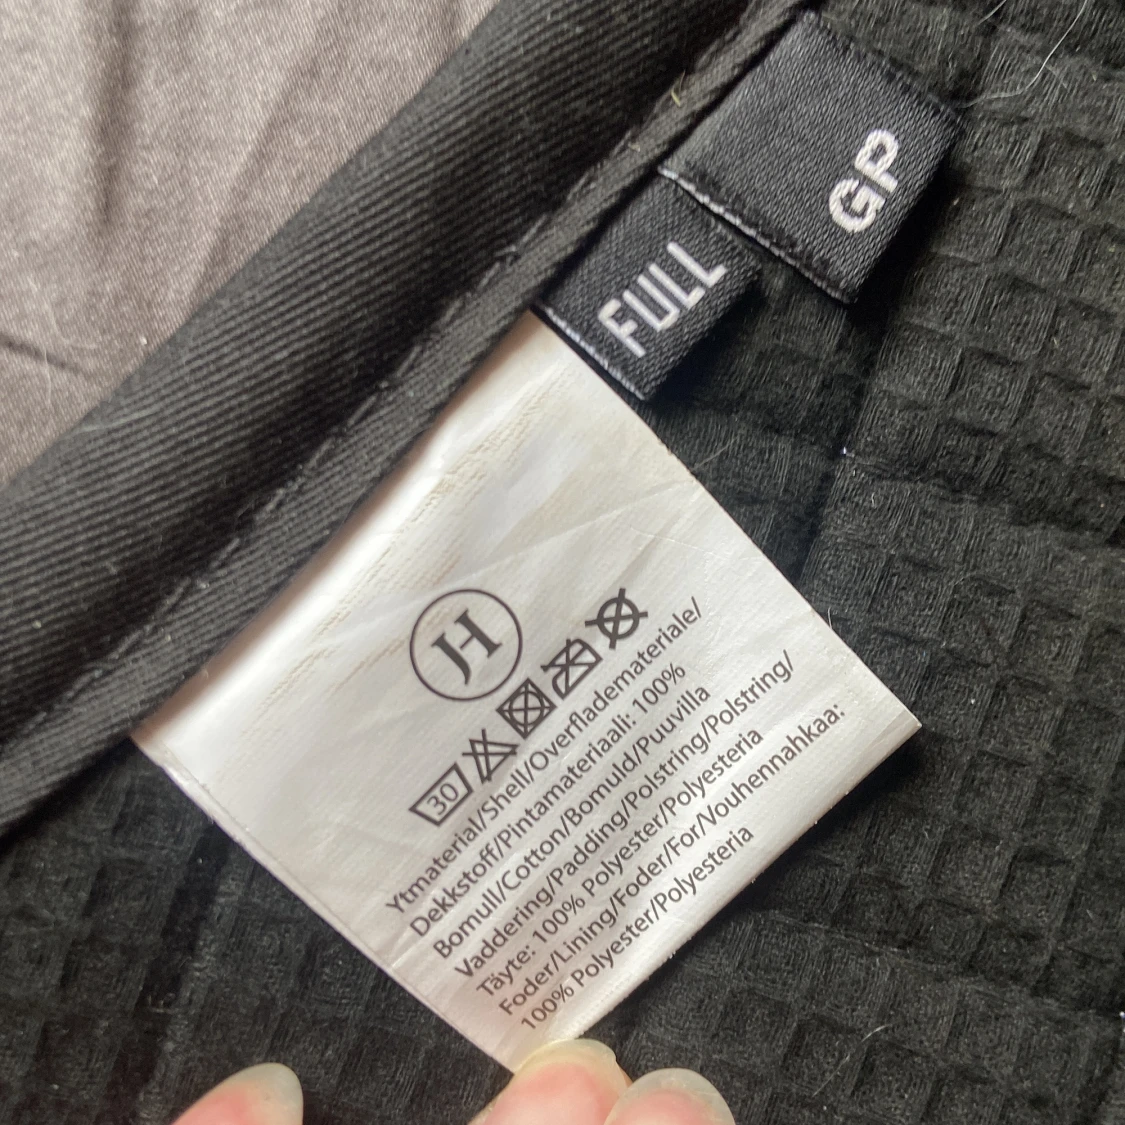 GP
FULL
JH
30
Ytmaterial/Shell/Overflademateriale/
Dekkstoff/Pintamateriaali: 100%
Bomull/Cotton/Bomuld/Puuvilla
Vaddering/Padding/Polstring/Polstring/
Täyte: 100% Polyester/Polyesteria
Foder/Lining/Foder/For/Vouhennahkaa:
100% Polyester/Polyesteria